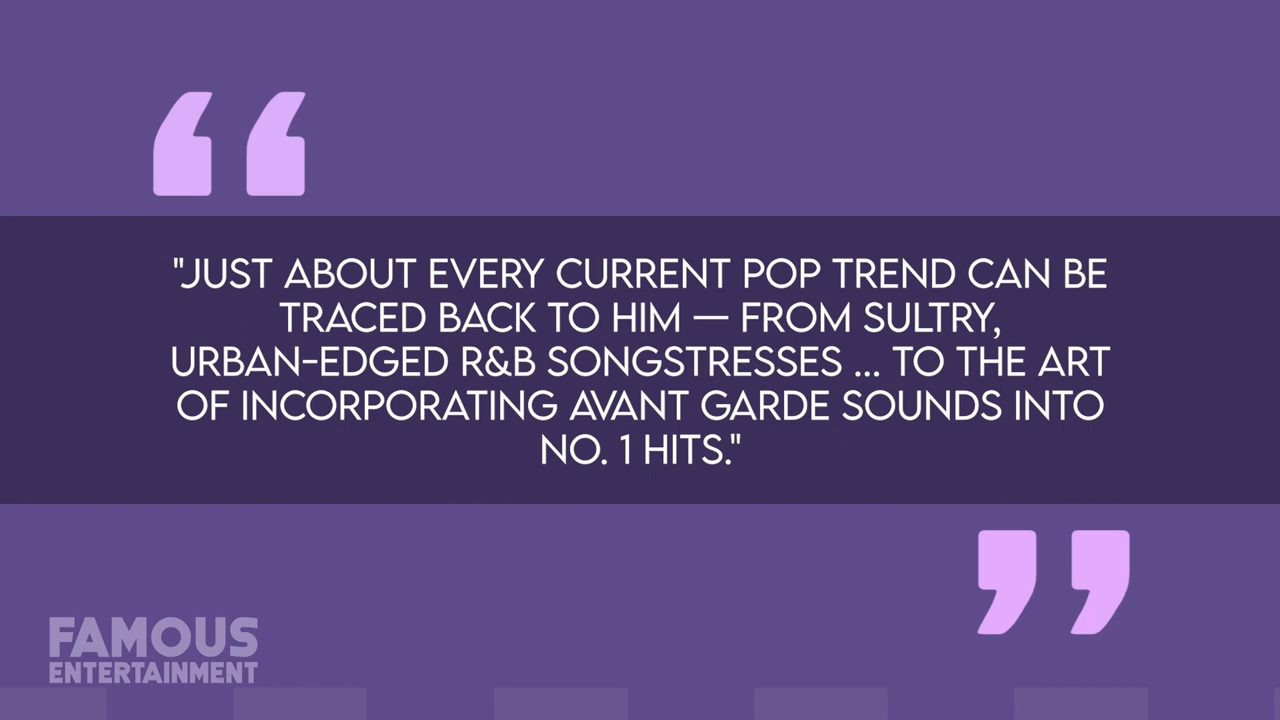 "JUST ABOUT EVERY CURRENT POP TREND CAN BE
TRACED BACK TO HIM — FROM SULTRY,
URBAN-EDGED R&B SONGSTRESSES ... TO THE ART
OF INCORPORATING AVANT GARDE SOUNDS INTO
NO. 1 HITS."
FAMOUS
ENTERTAINMENT